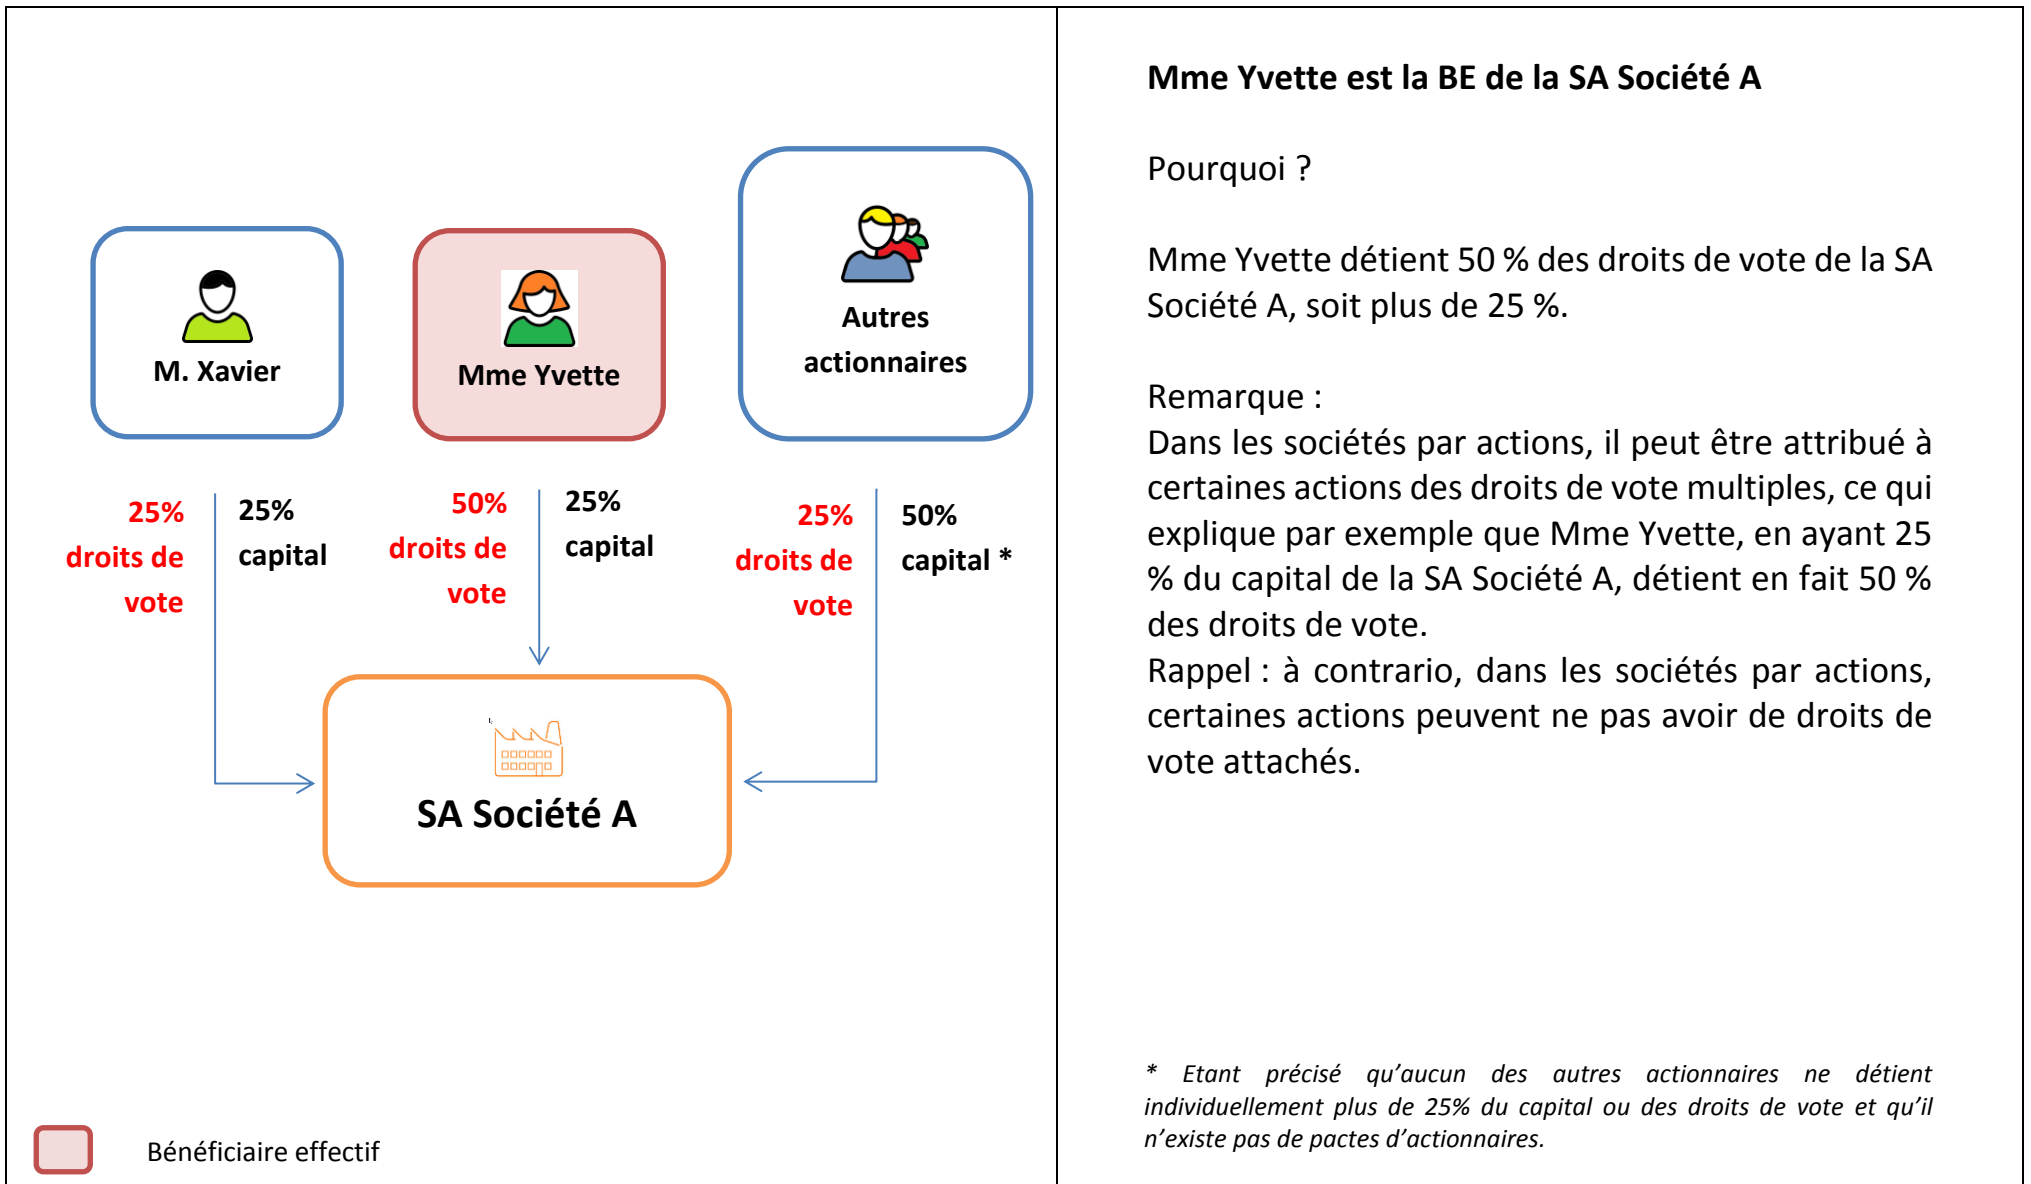 M. Xavier
Mme Yvette
Autres
actionnaires
25%
droits de
vote
25%
capital
50%
droits de
vote
25%
capital
25%
droits de
vote
50%
capital *
SA Société A
Bénéficiaire effectif
Mme Yvette est la BE de la SA Société A
Pourquoi ?
Mme Yvette détient 50 % des droits de vote de la SA
Société A, soit plus de 25 %.
Remarque :
Dans les sociétés par actions, il peut être attribué à
certaines actions des droits de vote multiples, ce qui
explique par exemple que Mme Yvette, en ayant 25
% du capital de la SA Société A, détient en fait 50 %
des droits de vote.
Rappel : à contrario, dans les sociétés par actions,
certaines actions peuvent ne pas avoir de droits de
vote attachés.
* Etant précisé qu’aucun des autres actionnaires ne détient
individuellement plus de 25% du capital ou des droits de vote et qu’il
n’existe pas de pactes d’actionnaires.